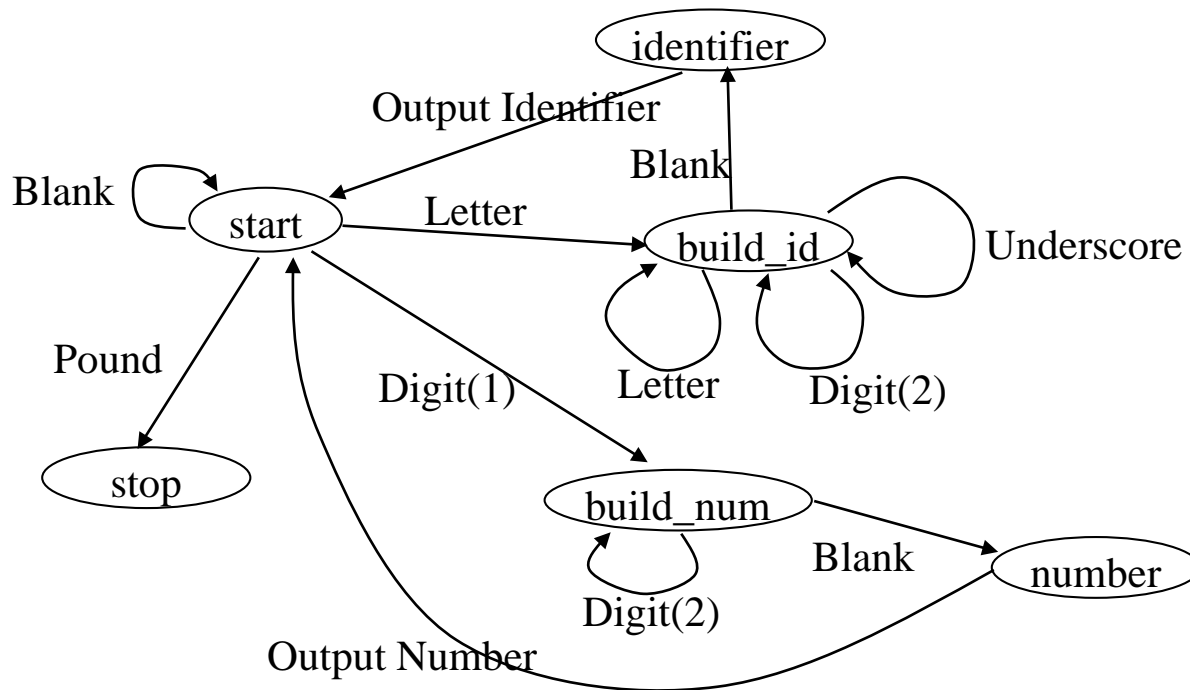 identifier
Output Identifier
Blank
Blank
start
Letter
build_id
Underscore
Pound
Digit(1)
Letter
Digit(2)
stop
build_num
Blank
number
Digit(2)
Output Number